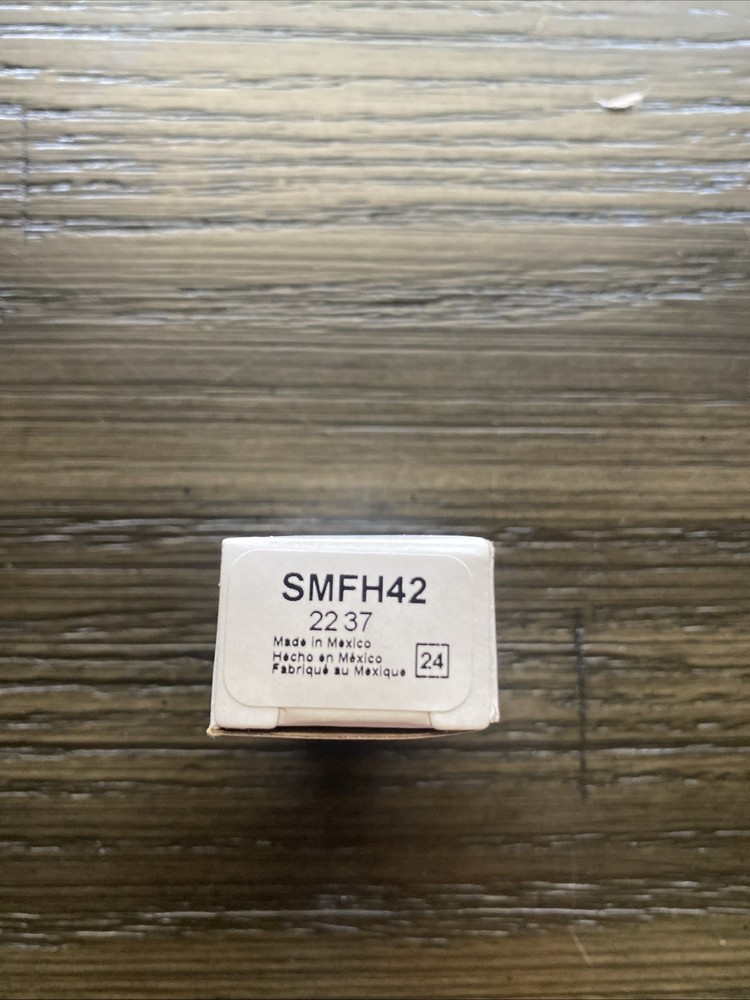 SMFH42
22 37
Made in Mexico
Hecho en México
24
Fabriqué au Mexique